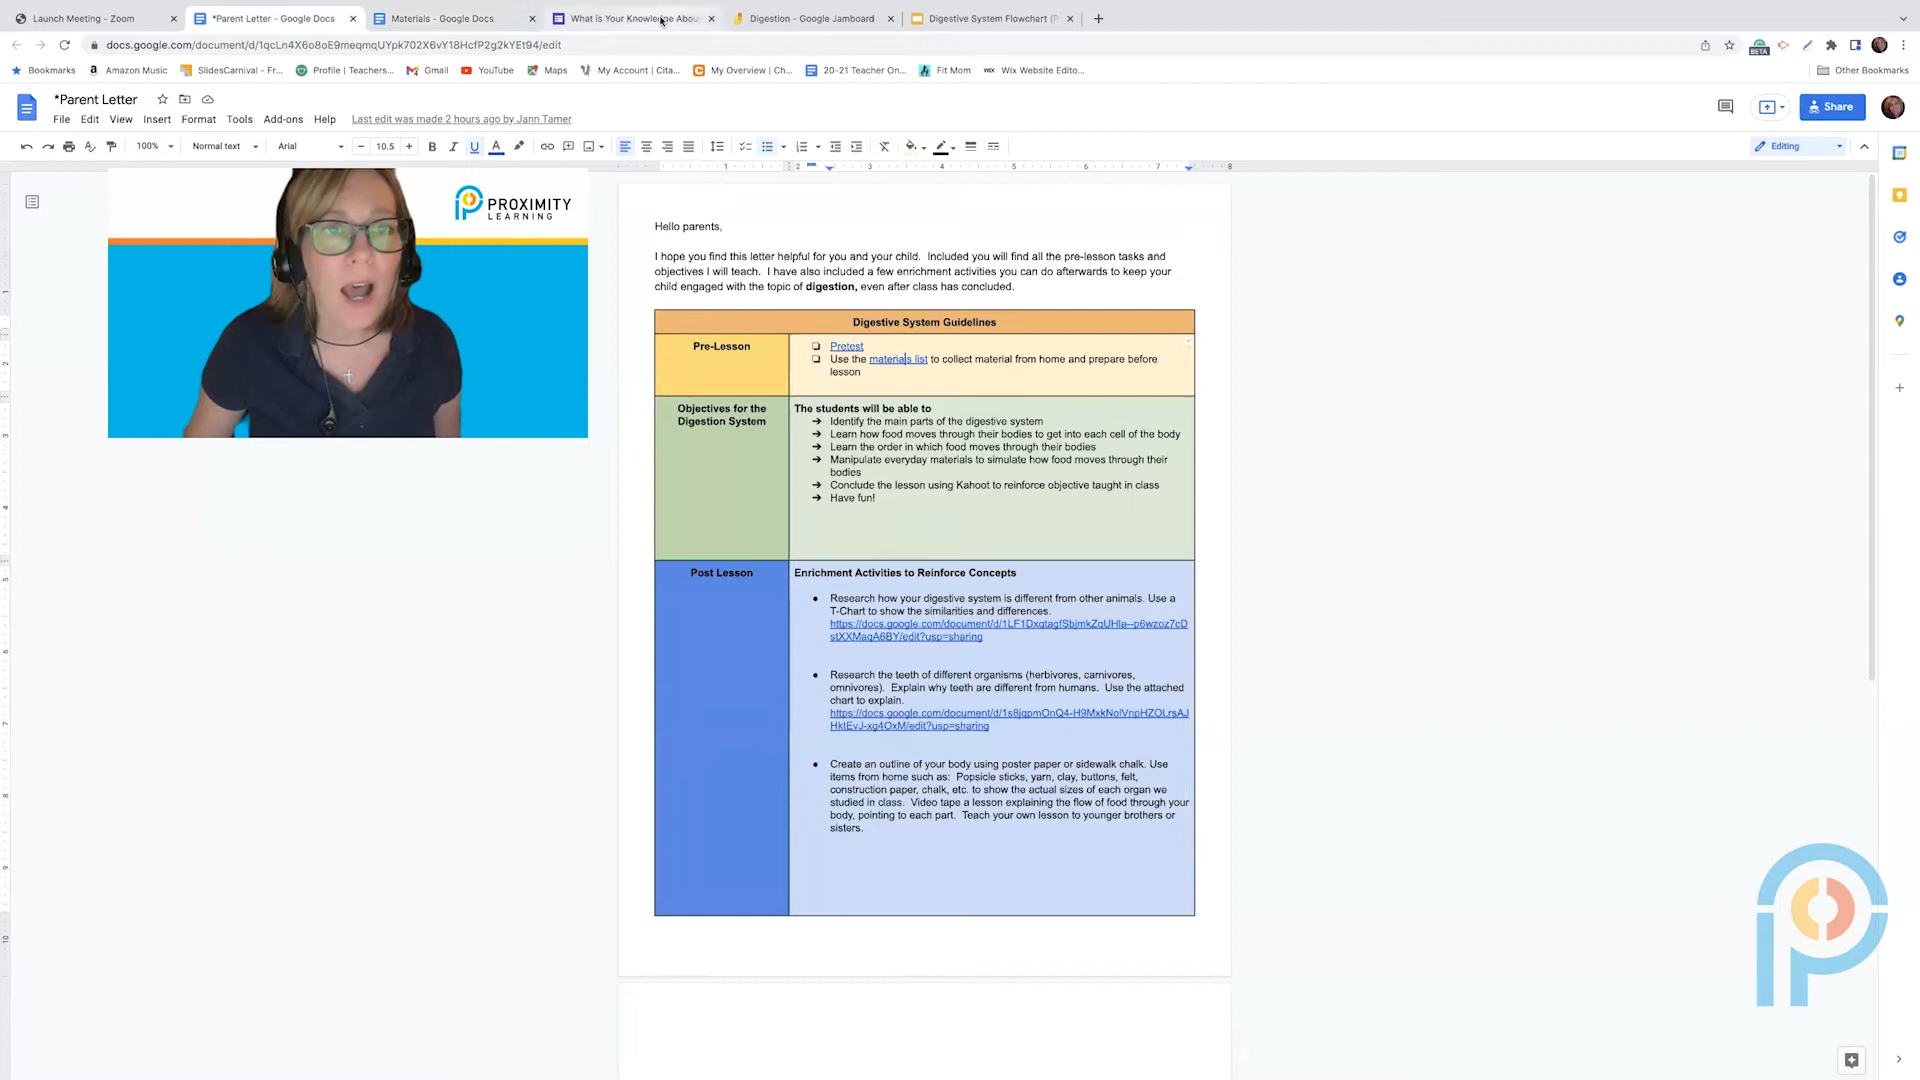 Launch Meeting - Zoom
*Parent Letter - Google Docs
Materials - Google Docs
What is Your Knowledge Abou
Digestion - Google Jamboard
Digestive System Flowchart (P
docs.google.com/document/d/1qcLn4X6o8oE9meqmqUYpk702X6vY18HcfP2g2kYEt94/edit
BETA
Bookmarks
Amazon Music
SlidesCarnival - Fr...
Profile | Teachers...
Gmail
YouTube
Maps
My Account | Cita...
My Overview | Ch...
20-21 Teacher On...
Fit Mom
WIX
Wix Website Edito...
Other Bookmarks
*Parent Letter
File Edit View Insert Format Tools Add-ons Help Last edit was made 2 hours ago by Jann Tamer
Share
100% Normal text Arial 10.5 Editing
PROXIMITY
LEARNING
Hello parents,
I hope you find this letter helpful for you and your child. Included you will find all the pre-lesson tasks and
objectives I will teach. I have also included a few enrichment activities you can do afterwards to keep your
child engaged with the topic of digestion, even after class has concluded.
Digestive System Guidelines
Pre-Lesson
Pretest
Use the materials list to collect material from home and prepare before
lesson
Objectives for the
Digestion System
The students will be able to
➔ Identify the main parts of the digestive system
➔ Learn how food moves through their bodies to get into each cell of the body
➔ Learn the order in which food moves through their bodies
➔ Manipulate everyday materials to simulate how food moves through their
bodies
➔ Conclude the lesson using Kahoot to reinforce objective taught in class
➔ Have fun!
Post Lesson
Enrichment Activities to Reinforce Concepts
● Research how your digestive system is different from other animals. Use a
T-Chart to show the similarities and differences.
● Research the teeth of different organisms (herbivores, carnivores,
omnivores). Explain why teeth are different from humans. Use the attached
chart to explain.
● Create an outline of your body using poster paper or sidewalk chalk. Use
items from home such as: Popsicle sticks, yarn, clay, buttons, felt,
construction paper, chalk, etc. to show the actual sizes of each organ we
studied in class. Video tape a lesson explaining the flow of food through your
body, pointing to each part. Teach your own lesson to younger brothers or
sisters.